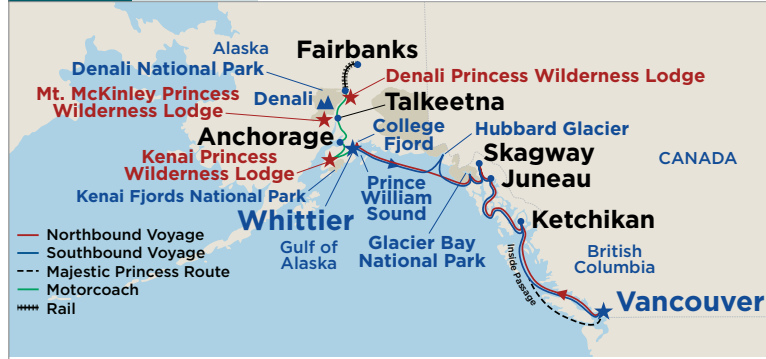 Alaska
Fairbanks
Denali National Park
Denali Princess Wilderness Lodge
Mt. McKinley Princess
Wilderness Lodge
Denali
Talkeetna
Anchorage
College
Fjord
Hubbard Glacier
Kenai Princess
Wilderness Lodge
Skagway
CANADA
Juneau
Kenai Fjords National Park
Prince
William
Sound
Whittier
Ketchikan
Glacier Bay
National Park
Gulf of
Alaska
British
Columbia
Inside Passage
Vancouver
Northbound Voyage
Southbound Voyage
Majestic Princess Route
Motorcoach
Rail